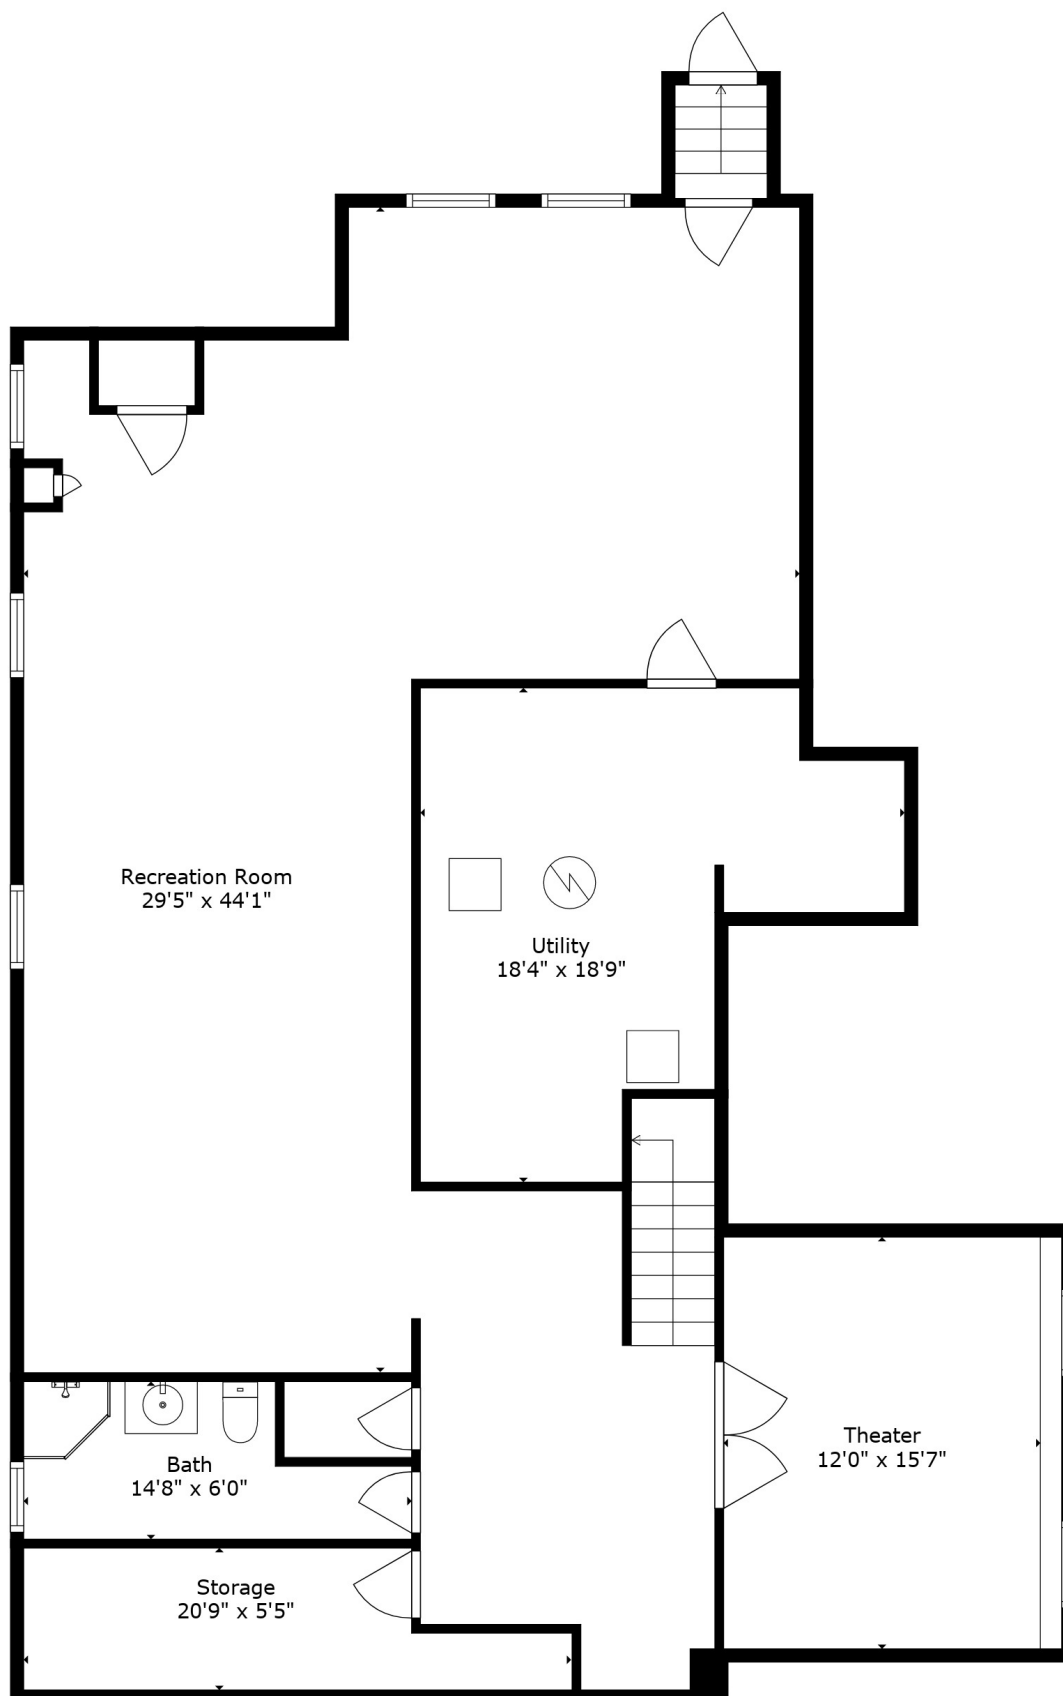 Recreation Room
29'5" x 44'1"
Utility
18'4" x 18'9"
Theater
12'0" x 15'7"
Bath
14'8" x 6'0"
Storage
20'9" x 5'5"